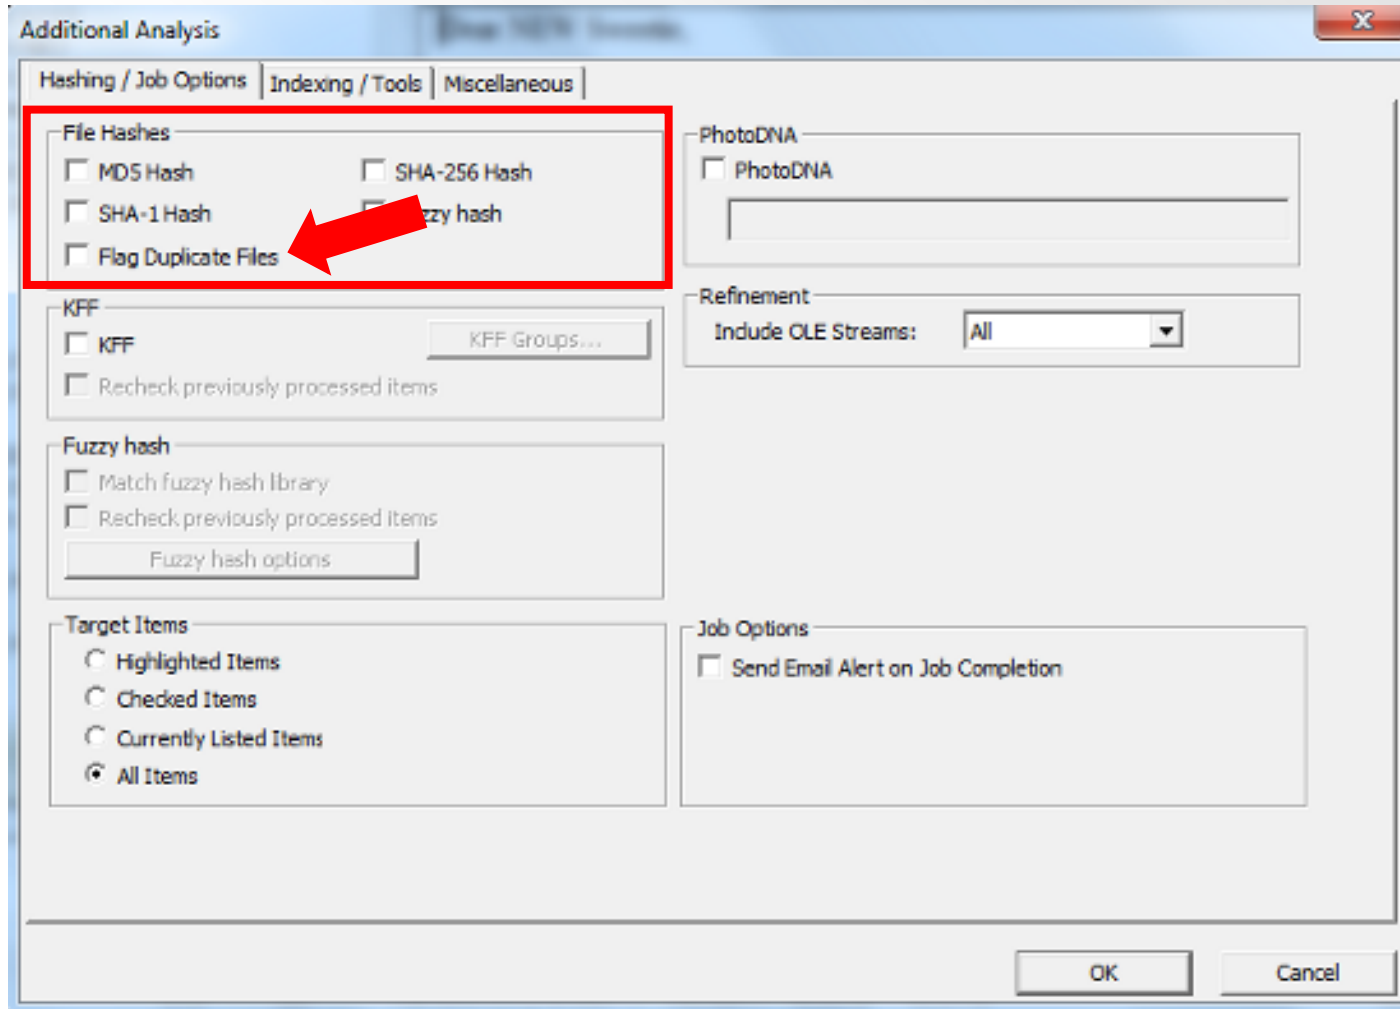 Additional Analysis
Hashing / Job Options
Indexing / Tools
Miscellaneous
File Hashes
MD5 Hash
SHA-256 Hash
SHA-1 Hash
zzy hash
Flag Duplicate Files
KFF
KFF
KFF Groups...
Recheck previously processed items
Fuzzy hash
Match fuzzy hash library
Recheck previously processed items
Fuzzy hash options
Target Items
Highlighted Items
Checked Items
Currently Listed Items
All Items
PhotoDNA
PhotoDNA
Refinement
Include OLE Streams:
All
Job Options
Send Email Alert on Job Completion
OK
Cancel